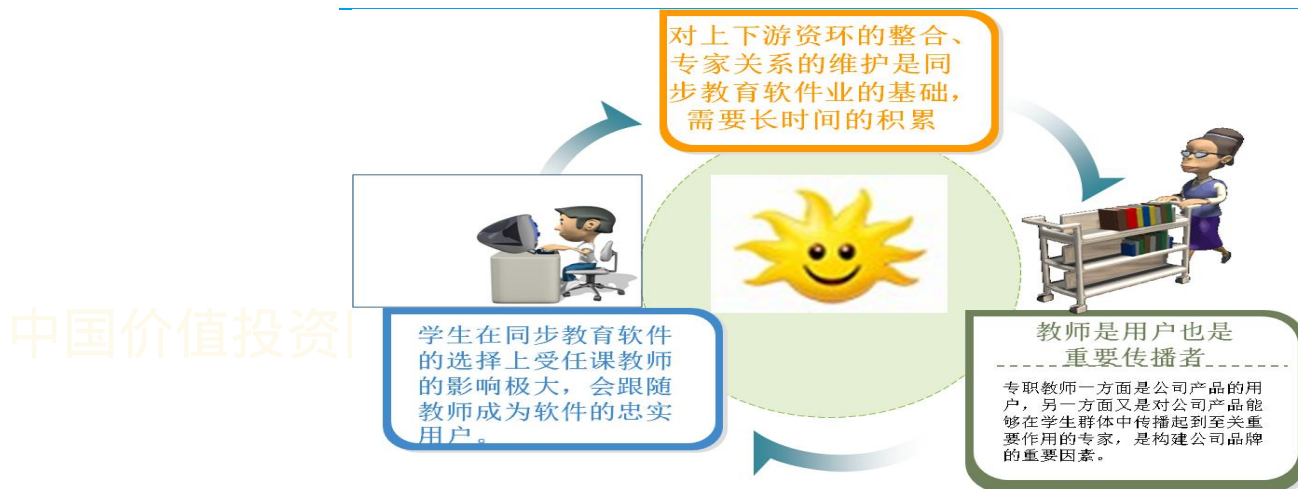 对上下游资环的整合、
专家关系的维护是同
步教育软件业的基础,
需要长时间的积累
中国价值投资
学生在同步教育软件
的选择上受任课教师
的影响极大，会跟随
教师成为软件的忠实
用户。
教师是用户也是
重要传播者
专职教师一方面是公司产品的用
户，另一方面又是对公司产品能
够在学生群体中传播起到至关重
要作用的专家，是构建公司品牌
的重要因素。